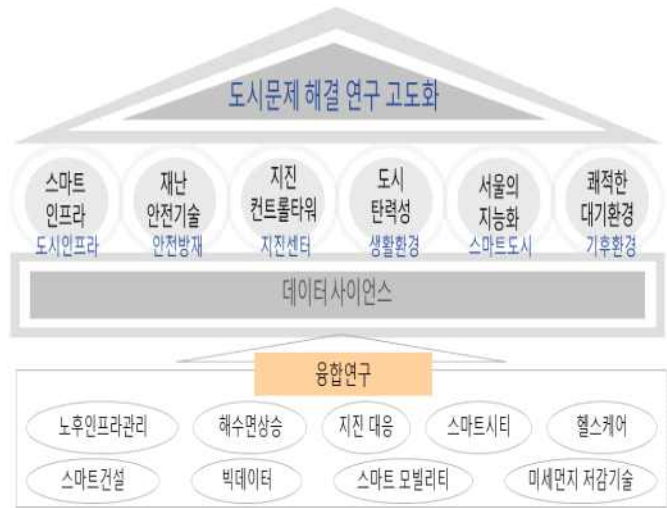 도시문제 해결 연구 고도화
스마트
인프라
도시인프라
재난
안전기술
안전방재
지진
컨트롤타워
지진센터
도시
탄력성
생활환경
서울의
지능화
스마트도시
쾌적한
대기환경
기후환경
데이터 사이언스
융합연구
노후인프라관리
해수면상승
지진 대응
스마트시티
헬스케어
스마트건설
빅데이터
스마트 모빌리티
미세먼지 저감기술